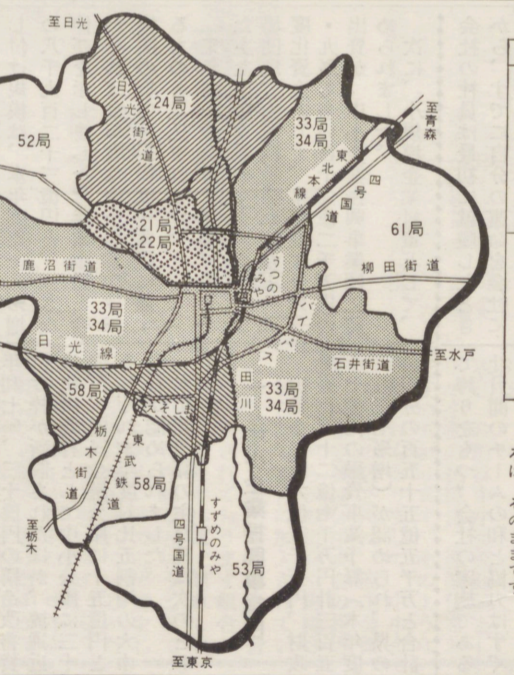 至日光
24局
日光街道
33局
34局
至青森
東北本線
四号国道
52局
21局
22局
61局
うつのみや
鹿沼街道
柳田街道
33局
34局
バイパス
日光線
石井街道
至水戸
田川
58局
33局
34局
えそじま
栃木街道
東武鉄道
58局
すずめのみや
四号国道
53局
至栃木
至東京